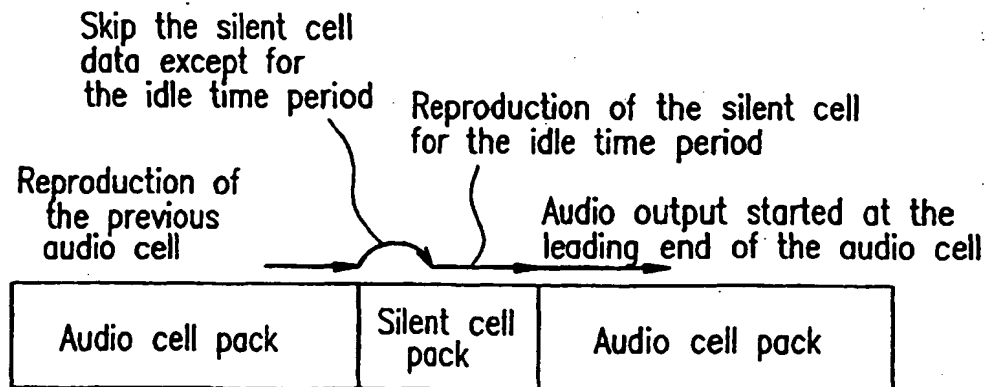 Skip the silent cell
data except for
the idle time period
Reproduction of the silent cell
for the idle time period
Reproduction of
the previous
audio cell
Audio output started at the
leading end of the audio cell
Audio cell pack
Silent cell
pack
Audio cell pack